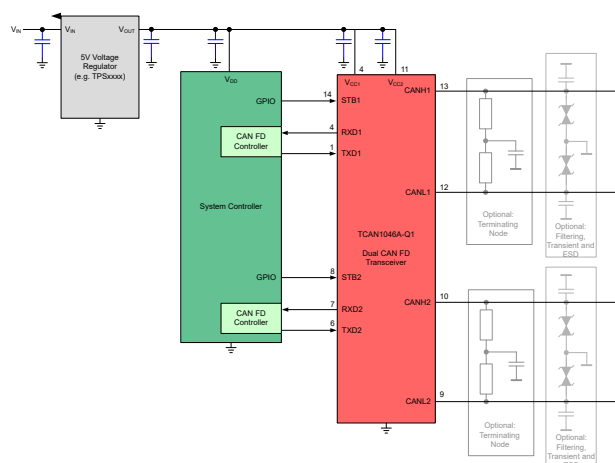 VIN
VIN
VOUT
5V Voltage
Regulator
(e.g. TPSxxxx)
VDD
GPIO
CAN FD
Controller
System Controller
GPIO
CAN FD
Controller
4
11
VCC1
VCC2
14
STB1
4
RXD1
1
TXD1
TCAN1046A-Q1
Dual CAN FD
Transceiver
8
STB2
7
RXD2
6
TXD2
CANH1
13
CANL1
12
CANH2
10
CANL2
9
Optional:
Terminating
Node
Optional:
Filtering,
Transient and
ESD
Optional:
Terminating
Node
Optional:
Filtering,
Transient and